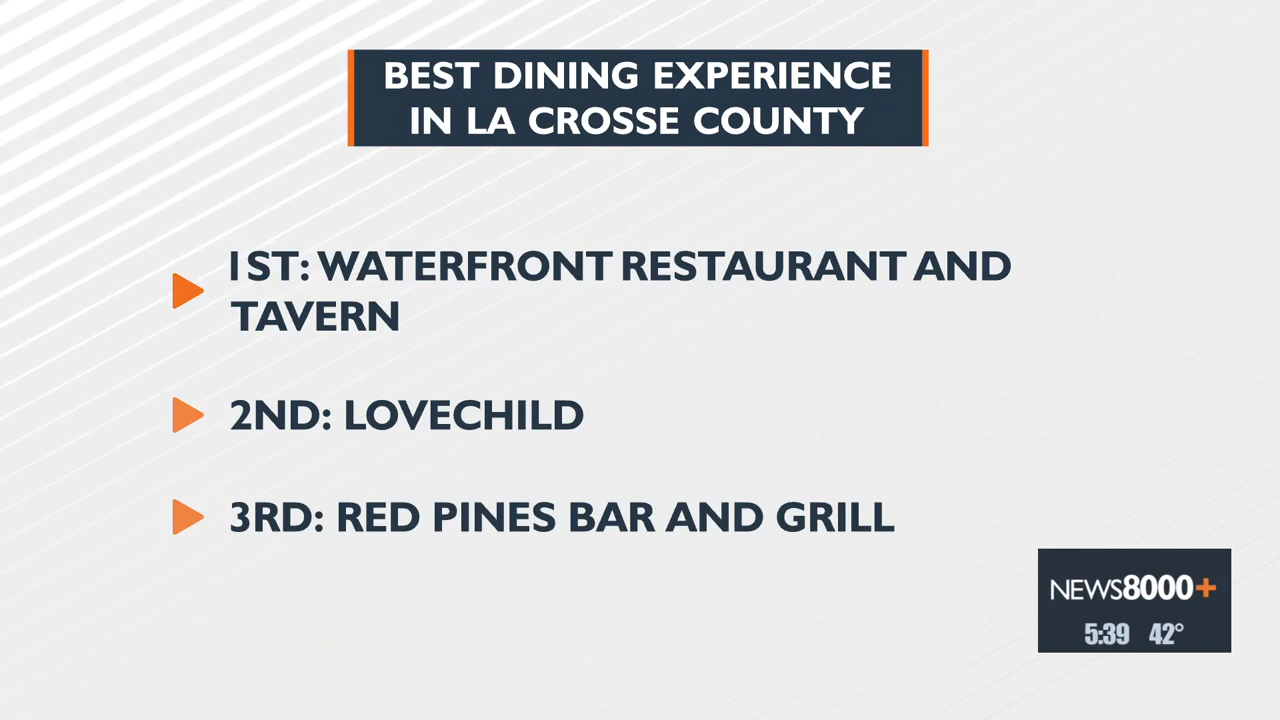 BEST DINING EXPERIENCE
IN LA CROSSE COUNTY
1ST: WATERFRONT RESTAURANT AND
TAVERN
2ND: LOVECHILD
3RD: RED PINES BAR AND GRILL
NEWS8000+
5:39 42°